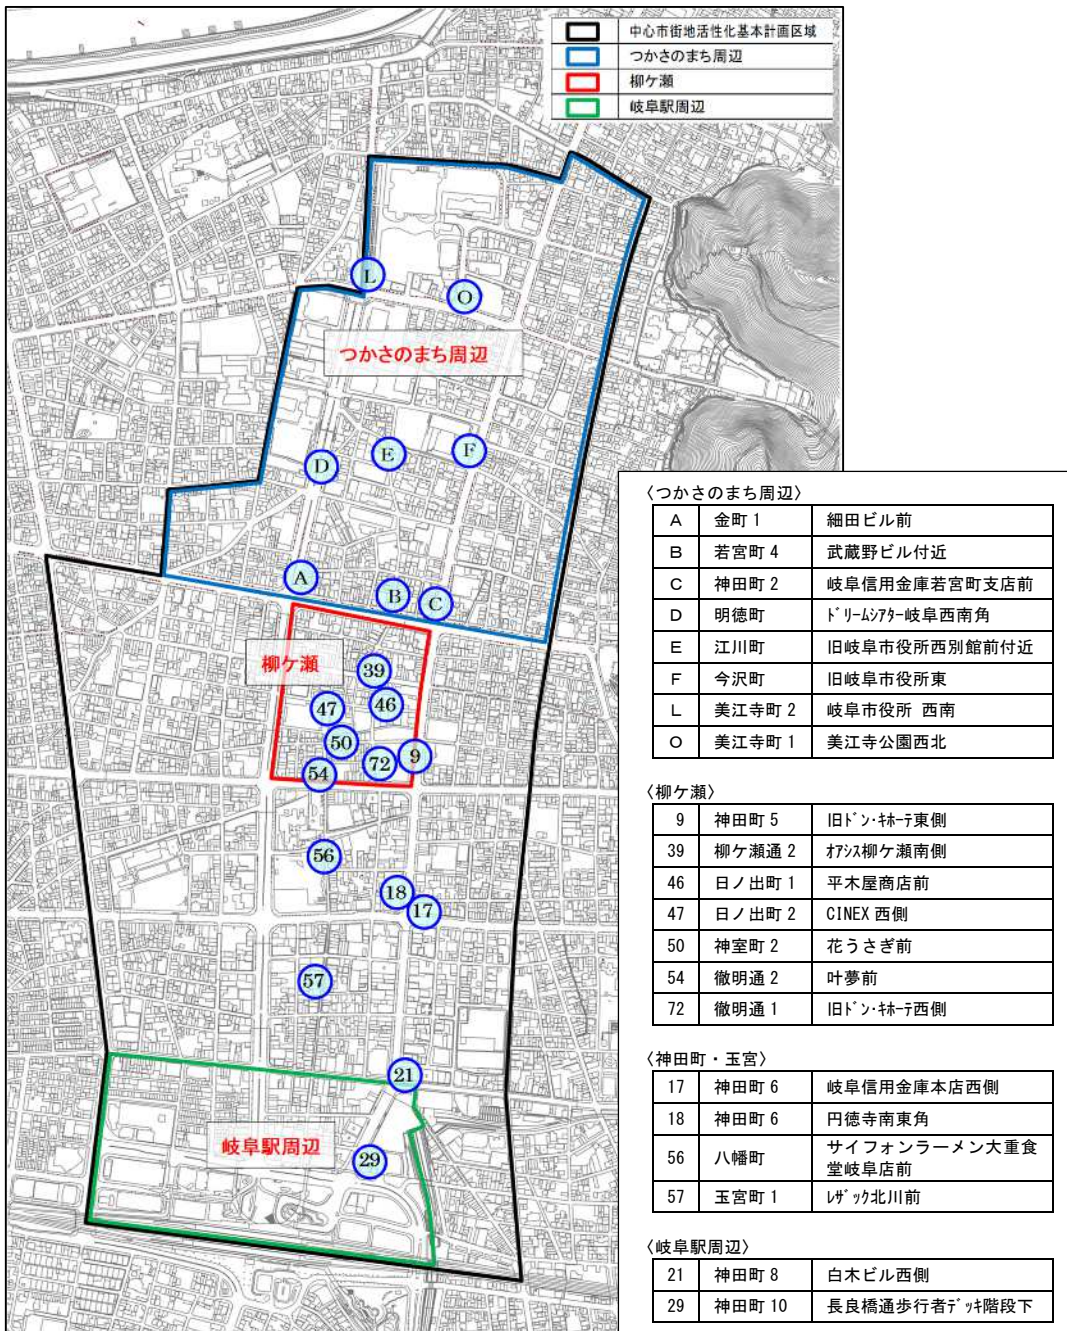 中心市街地活性化基本計画区域
つかさのまち周辺
柳ケ瀬
岐阜駅周辺
L
O
つかさのまち周辺
D
E
F
A
B
C
柳ケ瀬
39
47
46
50
72
9
54
56
18
17
57
21
岐阜駅周辺
29
〈つかさのまち周辺〉
A 金町 1 細田ビル前
B 若宮町 4 武蔵野ビル付近
C 神田町 2 岐阜信用金庫若宮町支店前
D 明徳町 ドリームシアター岐阜西南角
E 江川町 旧岐阜市役所西別館前付近
F 今沢町 旧岐阜市役所東
L 美江寺町 2 岐阜市役所 西南
O 美江寺町 1 美江寺公園西北
〈柳ケ瀬〉
9 神田町 5 旧ドン・キホーテ東側
39 柳ケ瀬通 2 オアシス柳ケ瀬南側
46 日ノ出町 1 平木屋商店前
47 日ノ出町 2 CINEX 西側
50 神室町 2 花うさぎ前
54 徹明通 2 叶夢前
72 徹明通 1 旧ドン・キホーテ西側
〈神田町・玉宮〉
17 神田町 6 岐阜信用金庫本店西側
18 神田町 6 円徳寺南東角
56 八幡町 サイフォンラーメン大重食
堂岐阜店前
57 玉宮町 1 レザック北川前
〈岐阜駅周辺〉
21 神田町 8 白木ビル西側
29 神田町 10 長良橋通歩行者デッキ階段下